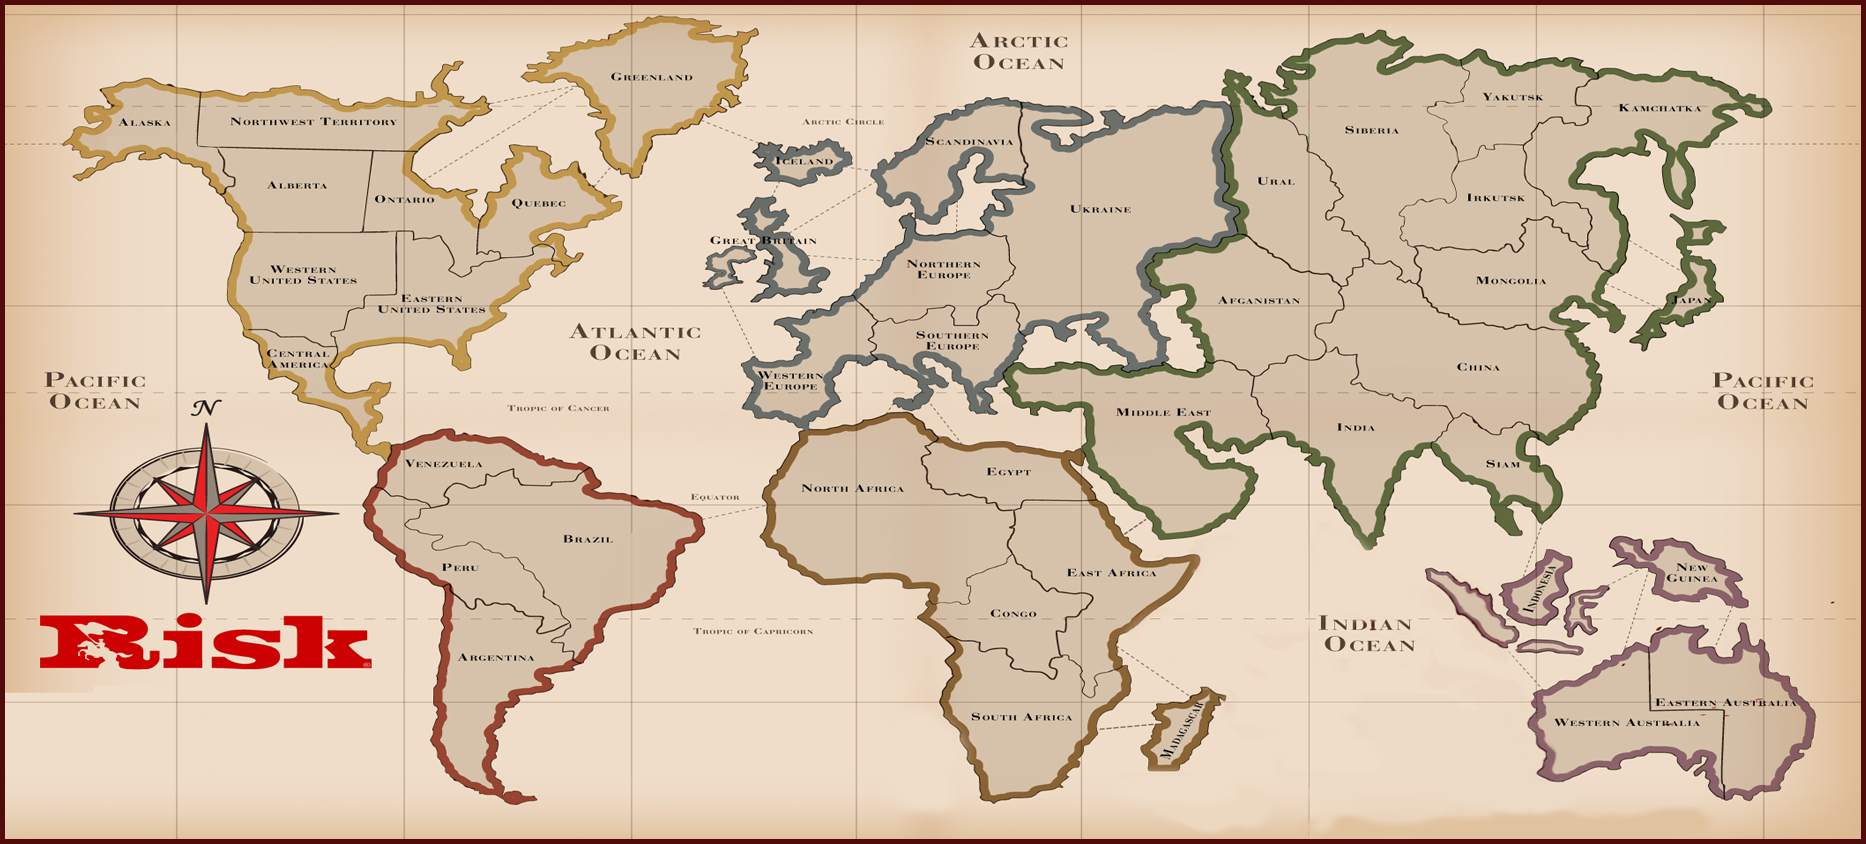 Arctic
Ocean
Greenland
Yakutsk
Kamchatka
Alaska
Northwest Territory
Arctic Circle
Siberia
Scandinavia
Iceland
Alberta
Ontario
Quebec
Ural
Irkutsk
Ukraine
Great Britain
Northern
Europe
Western
United States
Mongolia
Eastern
United States
Afganistan
Japan
Atlantic
Ocean
Southern
Europe
Central
America
China
Pacific
Ocean
Western
Europe
Pacific
Ocean
N
Tropic of Cancer
Middle East
India
Venezuela
Egypt
Siam
North Africa
Equator
Brazil
Peru
East Africa
Indonesia
New
Guinea
Congo
Risk
Tropic of Capricorn
Indian
Ocean
Argentina
South Africa
Madagascar
Eastern Australia
Western Australia